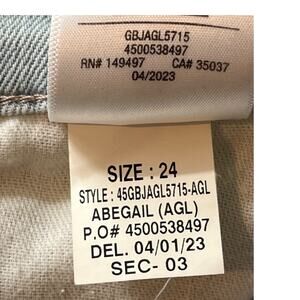 GBJAGL5715
4500538497
RN# 149497 CA# 35037
04/2023
SIZE : 24
STYLE : 45GBJAGL5715-AGL
ABEGAIL (AGL)
P.O# 4500538497
DEL. 04/01/23
SEC- 03